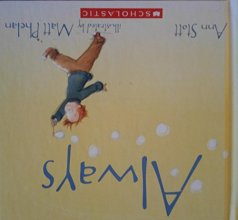 Always
Ann Stott
illustrated by Matt Phelan
SCHOLASTIC